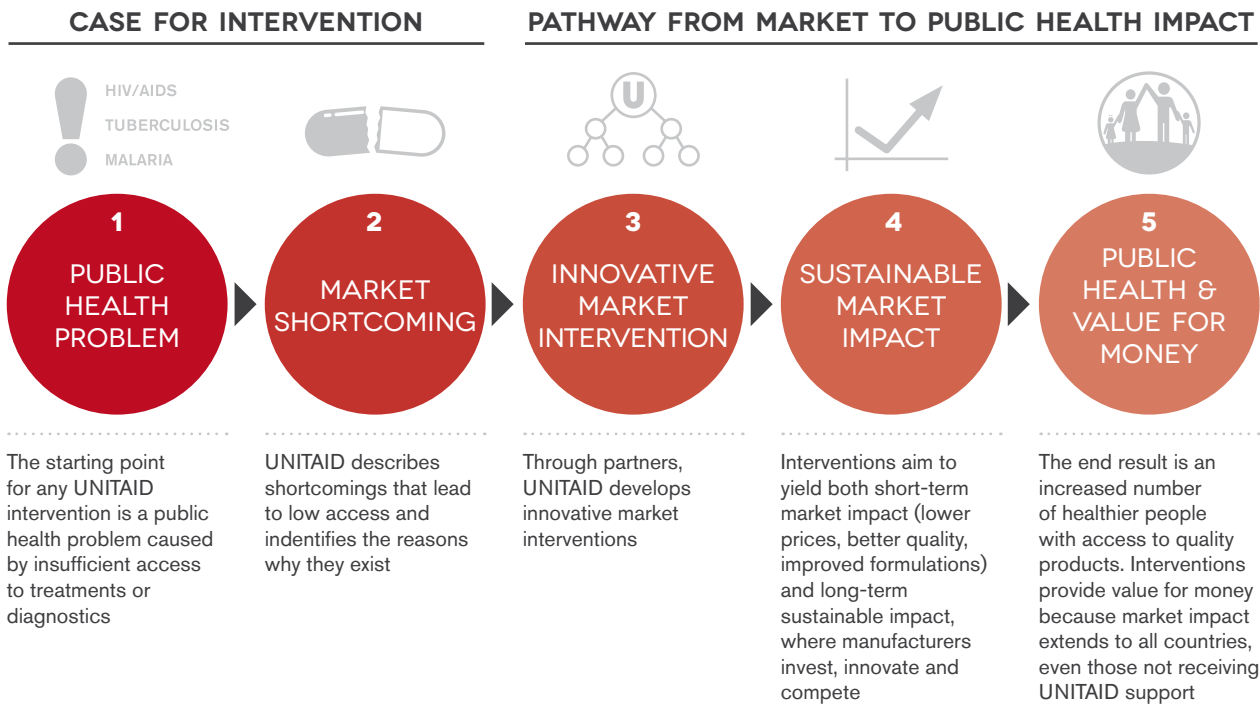 CASE FOR INTERVENTION
PATHWAY FROM MARKET TO PUBLIC HEALTH IMPACT
HIV/AIDS
TUBERCULOSIS
MALARIA
U
1
PUBLIC
HEALTH
PROBLEM
2
MARKET
SHORTCOMING
3
INNOVATIVE
MARKET
INTERVENTION
4
SUSTAINABLE
MARKET
IMPACT
5
PUBLIC
HEALTH &
VALUE FOR
MONEY
The starting point
for any UNITAID
intervention is a public
health problem caused
by insufficient access
to treatments or
diagnostics
UNITAID describes
shortcomings that lead
to low access and
indentifies the reasons
why they exist
Through partners,
UNITAID develops
innovative market
interventions
Interventions aim to
yield both short-term
market impact (lower
prices, better quality,
improved formulations)
and long-term
sustainable impact,
where manufacturers
invest, innovate and
compete
The end result is an
increased number
of healthier people
with access to quality
products. Interventions
provide value for money
because market impact
extends to all countries,
even those not receiving
UNITAID support